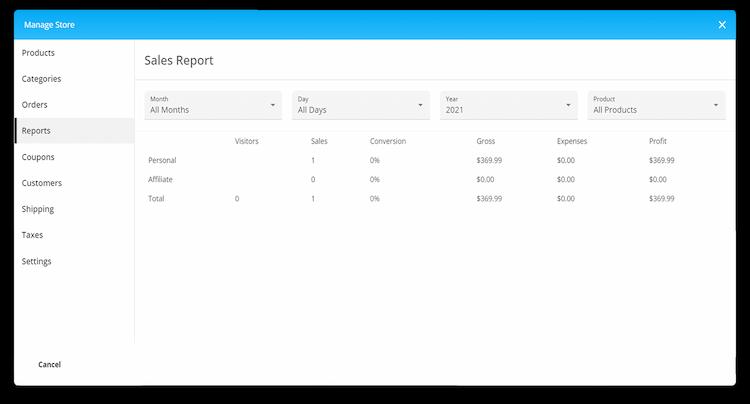 Manage Store
Products
Categories
Orders
Reports
Coupons
Customers
Shipping
Taxes
Settings
Cancel
Sales Report
Month Day Year Product
All Months All Days 2021 All Products
Visitors Sales Conversion Gross Expenses Profit
Personal 1 0% $369.99 $0.00 $369.99
Affiliate 0 0% $0.00 $0.00 $0.00
Total 0 1 0% $369.99 $0.00 $369.99